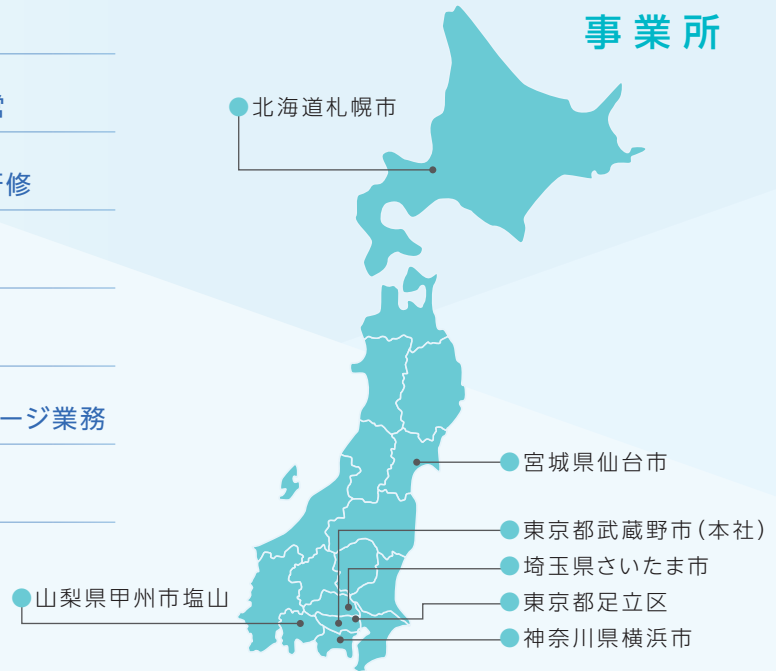 事業所
北海道札幌市
修
ージ業務
宮城県仙台市
東京都武蔵野市(本社)
埼玉県さいたま市
東京都足立区
神奈川県横浜市
山梨県甲州市塩山